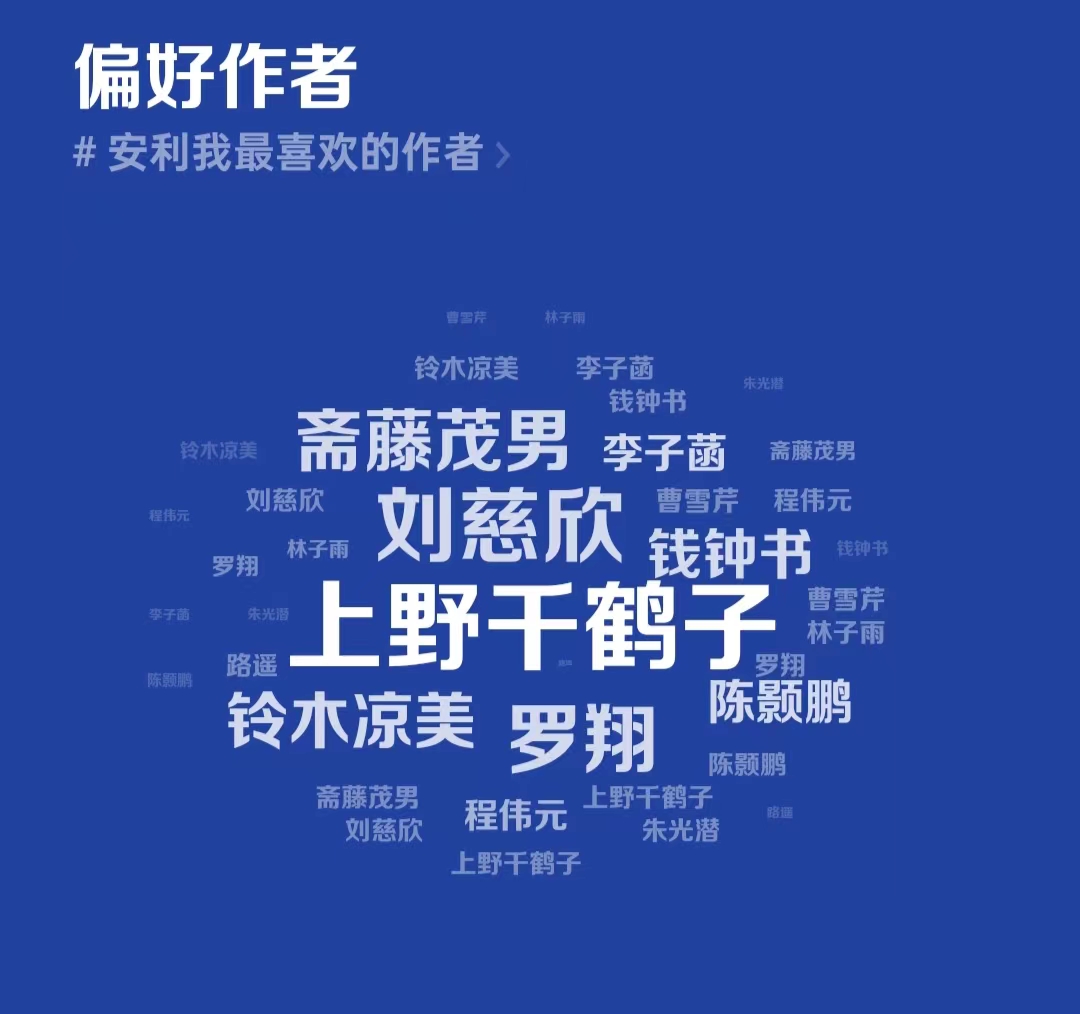 偏好作者
# 安利我最喜欢的作者 >
曹雪芹 林子雨
铃木凉美 李子菡
朱光潜
钱钟书
斋藤茂男 李子菡 斋藤茂男
铃木凉美
刘慈欣 刘慈欣 曹雪芹 程伟元
程伟元
林子雨 钱钟书 钱钟书
罗翔
曹雪芹
李子菡 朱光潜 上野千鹤子 林子雨
路遥 罗翔
陈颢鹏
铃木凉美 罗翔 陈颢鹏
陈颢鹏
斋藤茂男 上野千鹤子
程伟元 路遥
刘慈欣 朱光潜
上野千鹤子